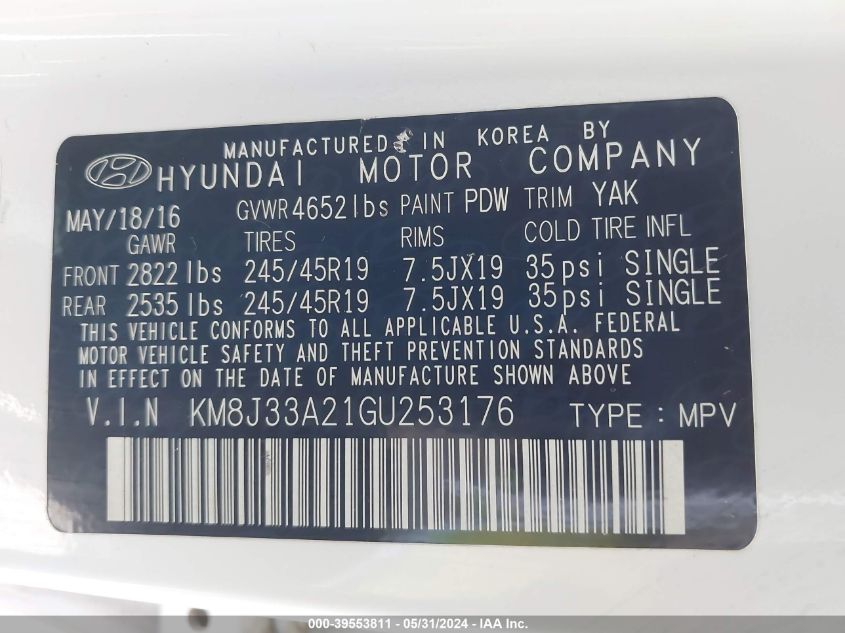 MANUFACTURED IN KOREA BY
HYUNDAI MOTOR COMPANY
MAY/18/16 GVWR 4652lbs PAINT PDW TRIM YAK
GAWR TIRES RIMS COLD TIRE INFL
FRONT 2822 lbs 245/45R19 7.5JX19 35psi SINGLE
REAR 2535 lbs 245/45R19 7.5JX19 35psi SINGLE
THIS VEHICLE CONFORMS TO ALL APPLICABLE U.S.A. FEDERAL
MOTOR VEHICLE SAFETY AND THEFT PREVENTION STANDARDS
IN EFFECT ON THE DATE OF MANUFACTURE SHOWN ABOVE
V.I.N KM8J33A21GU253176 TYPE: MPV
000-39553811 - 05/31/2024 - IAA Inc.